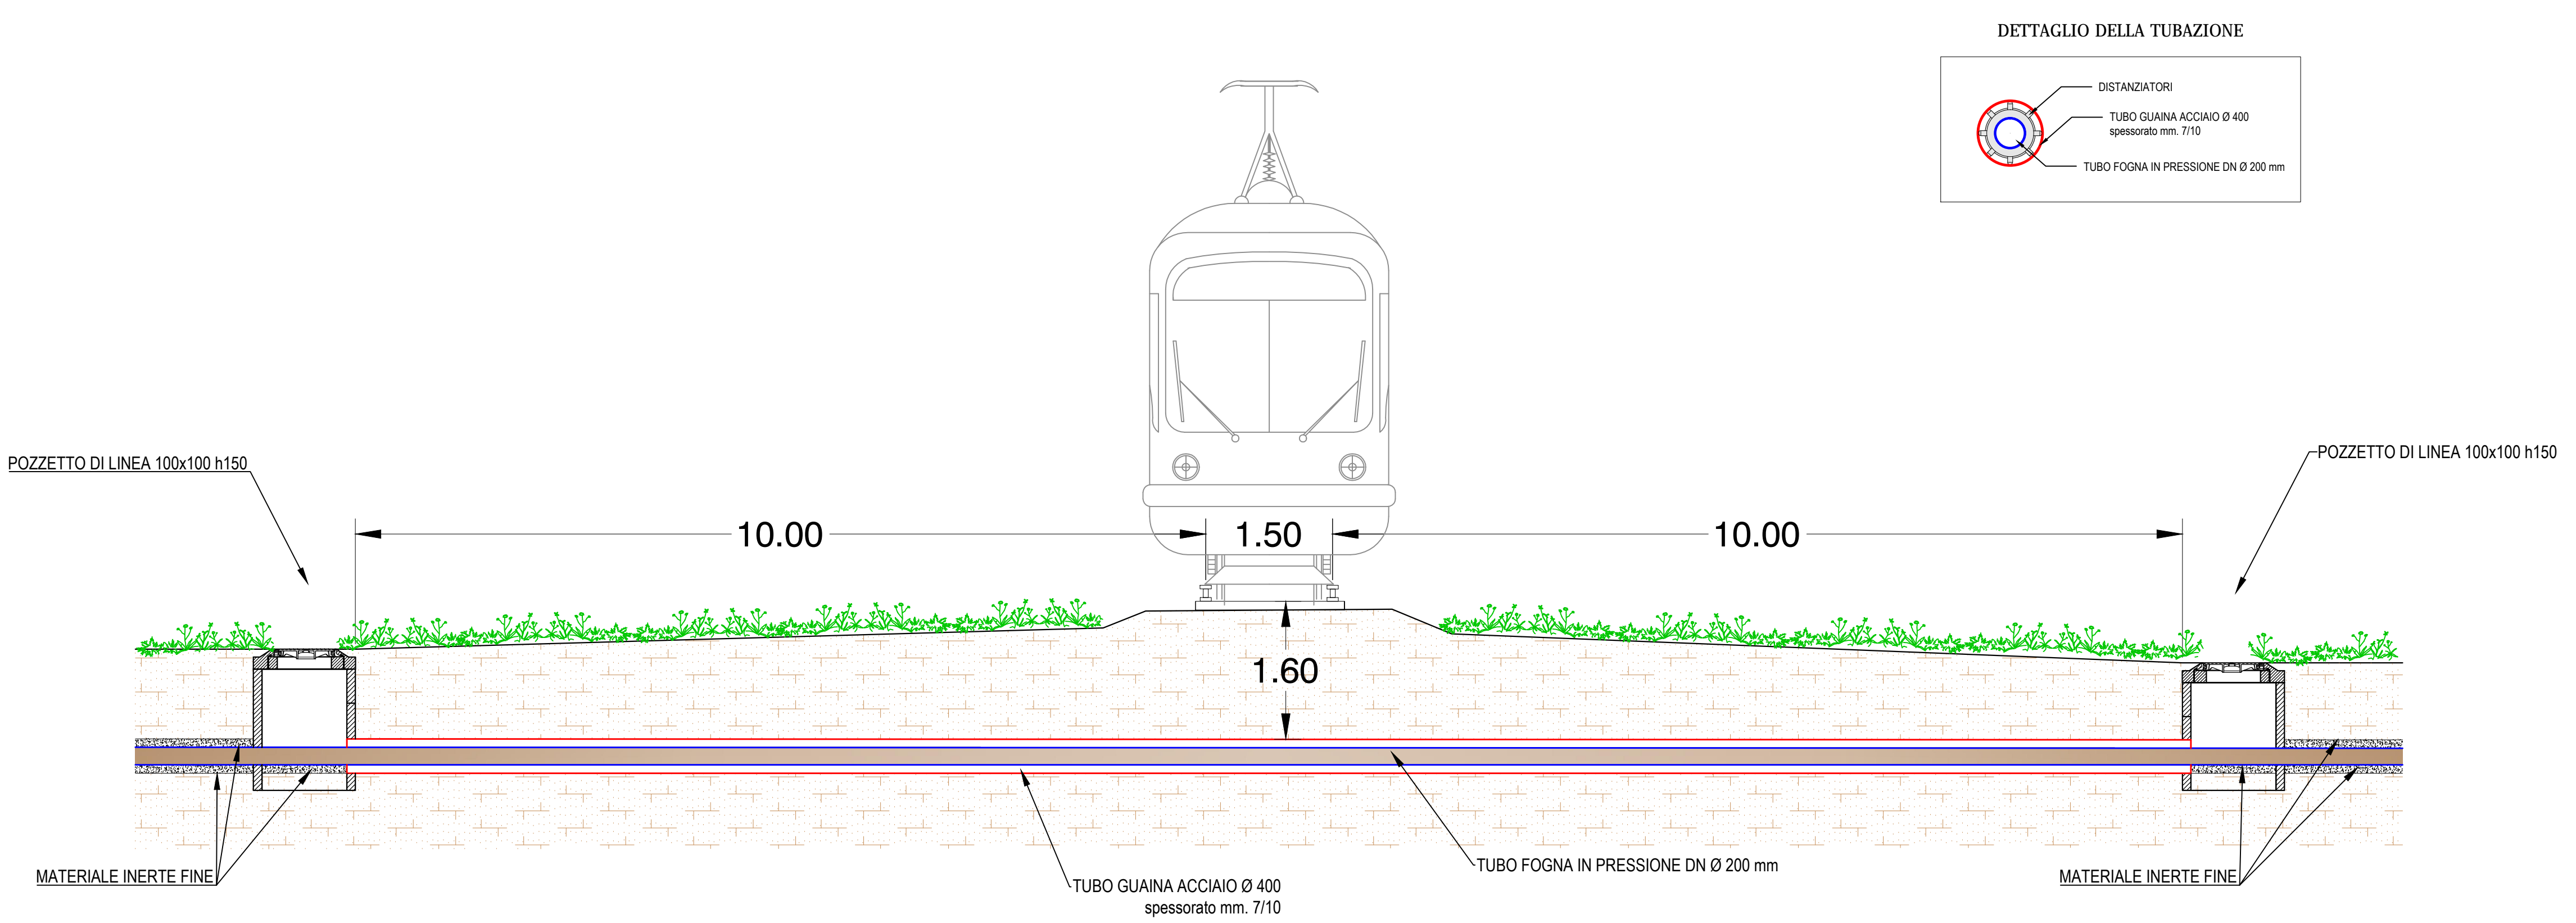 DETTAGLIO DELLA TUBAZIONE
DISTANZIATORI
TUBO GUAINA ACCIAIO Ø 400
spessorato mm. 7/10
TUBO FOGNA IN PRESSIONE DN Ø 200 mm
POZZETTO DI LINEA 100x100 h150
POZZETTO DI LINEA 100x100 h150
10.00
1.50
10.00
1.60
MATERIALE INERTE FINE
TUBO GUAINA ACCIAIO Ø 400
spessorato mm. 7/10
TUBO FOGNA IN PRESSIONE DN Ø 200 mm
MATERIALE INERTE FINE